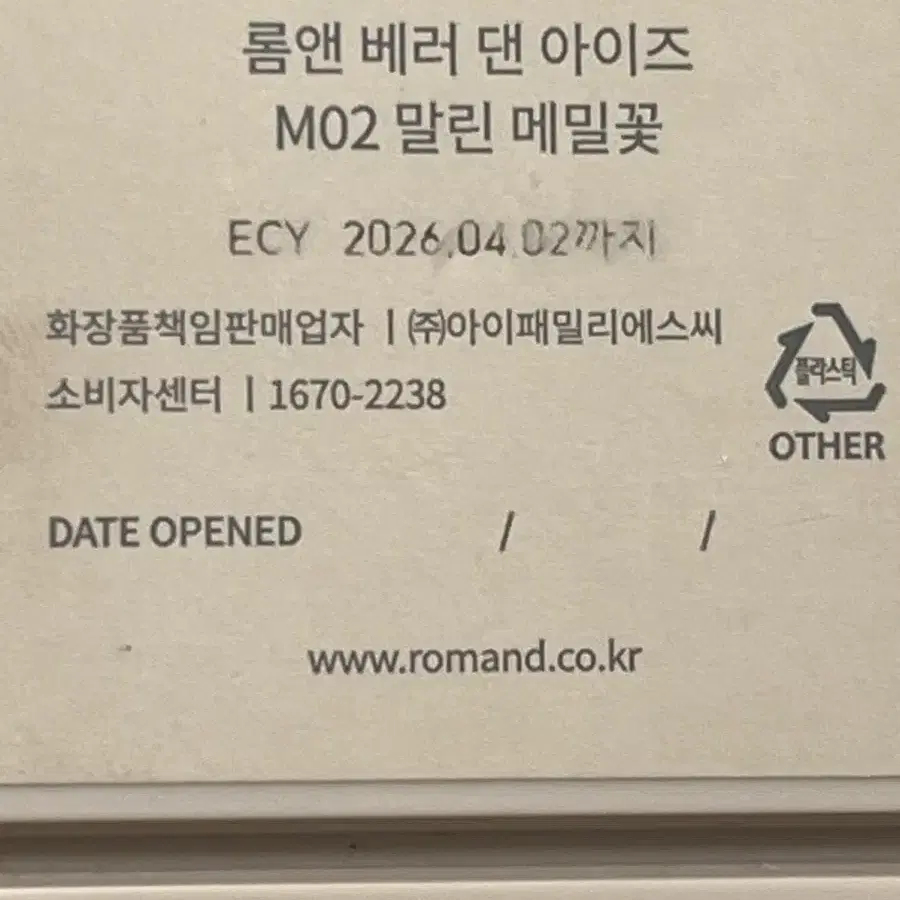 롬앤 베러 댄 아이즈
M02 말린 메밀꽃
ECY 2026.04.02까지
화장품책임판매업자 | ㈜아이패밀리에스씨
소비자센터 | 1670-2238
플라스틱
OTHER
DATE OPENED / /
www.romand.co.kr